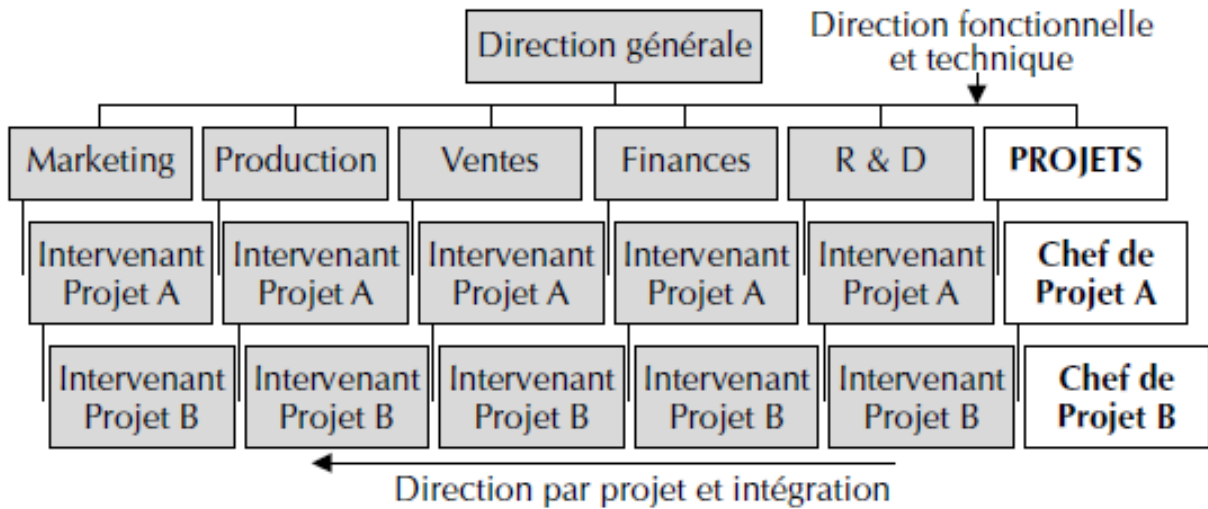 Direction générale
Direction fonctionnelle
et technique
Marketing
Production
Ventes
Finances
R & D
PROJETS
Intervenant
Projet A
Intervenant
Projet A
Intervenant
Projet A
Intervenant
Projet A
Intervenant
Projet A
Chef de
Projet A
Intervenant
Projet B
Intervenant
Projet B
Intervenant
Projet B
Intervenant
Projet B
Intervenant
Projet B
Chef de
Projet B
Direction par projet et intégration